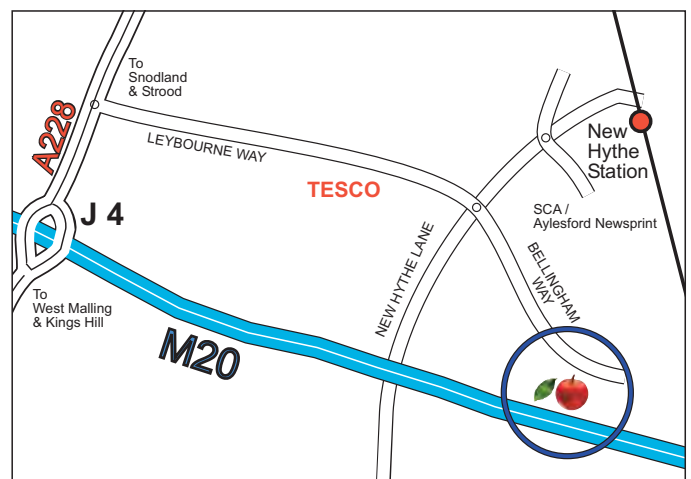 To
Snodland
& Strood
A228
LEYBOURNE WAY
New
Hythe
Station
TESCO
J 4
SCA /
Aylesford Newsprint
NEW HYTHE LANE
BELLINGHAM
WAY
To
West Malling
& Kings Hill
M20